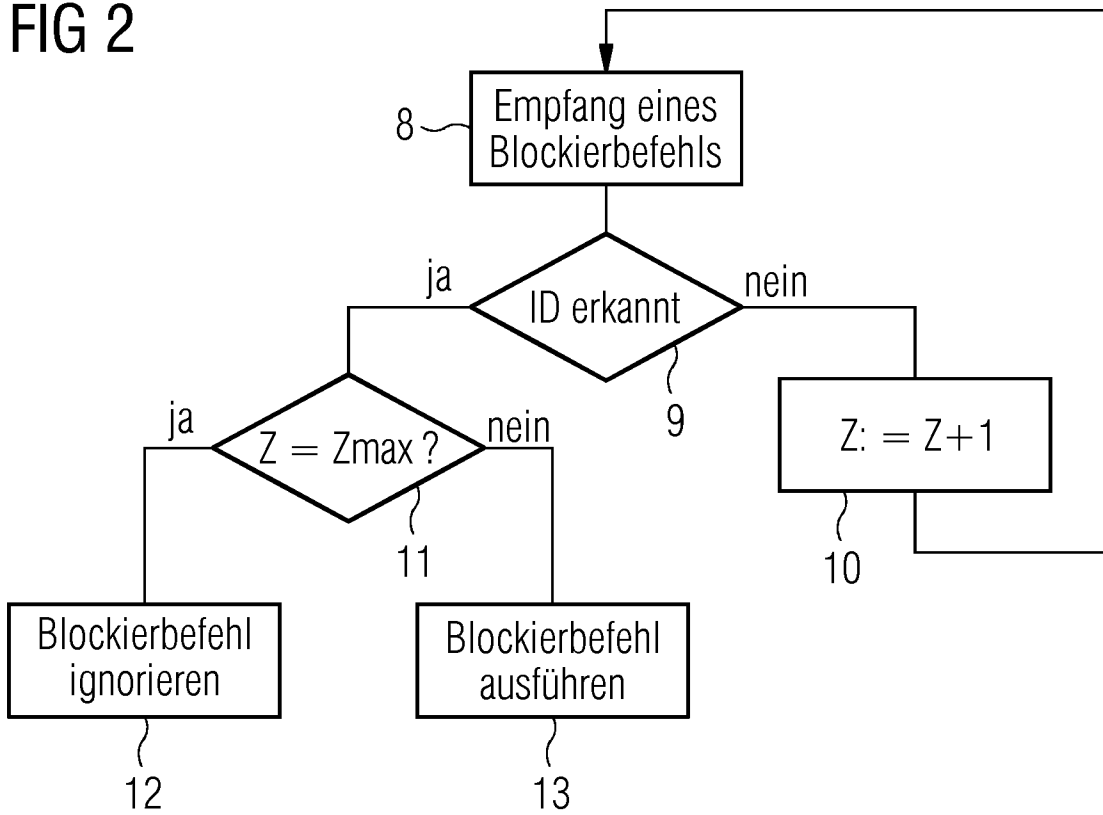 FIG 2
8
Empfang eines
Blockierbefehls
ja
ID erkannt
nein
9
ja
Z = Zmax ?
nein
11
Z: = Z+1
10
Blockierbefehl
ignorieren
12
Blockierbefehl
ausführen
13